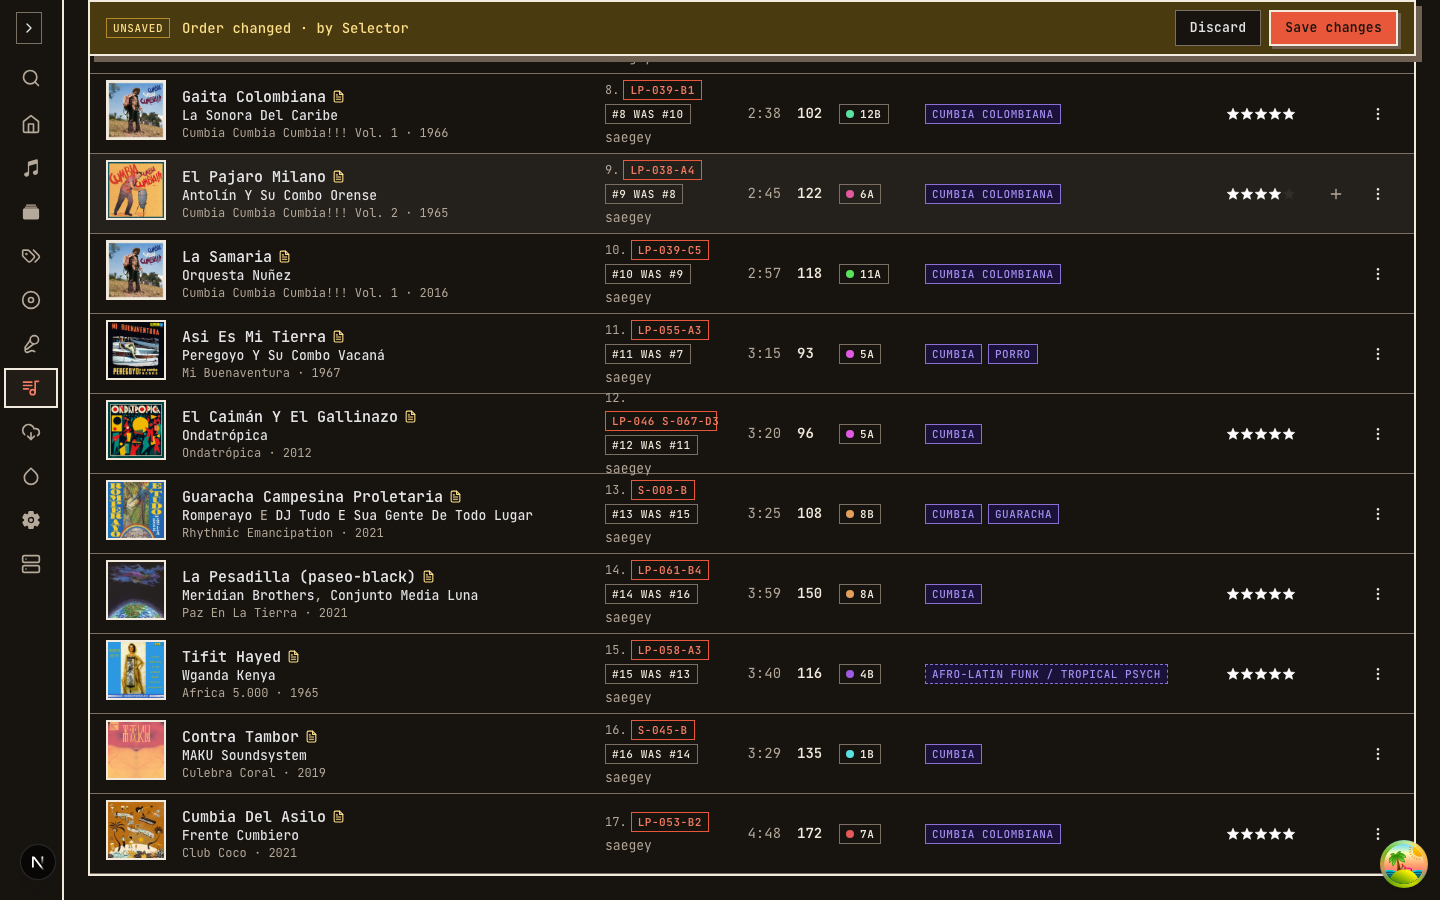 UNSAVED Order changed · by Selector Discard Save changes
Gaita Colombiana
La Sonora Del Caribe
Cumbia Cumbia Cumbia!!! Vol. 1 · 1966
8. LP-039-B1
#8 WAS #10
saegey
2:38 102 12B CUMBIA COLOMBIANA
El Pajaro Milano
Antolín Y Su Combo Orense
Cumbia Cumbia Cumbia!!! Vol. 2 · 1965
9. LP-038-A4
#9 WAS #8
saegey
2:45 122 6A CUMBIA COLOMBIANA
La Samaria
Orquesta Nuñez
Cumbia Cumbia Cumbia!!! Vol. 1 · 2016
10. LP-039-C5
#10 WAS #9
saegey
2:57 118 11A CUMBIA COLOMBIANA
Asi Es Mi Tierra
Peregoyo Y Su Combo Vacaná
Mi Buenaventura · 1967
11. LP-055-A3
#11 WAS #7
saegey
3:15 93 5A CUMBIA PORRO
El Caimán Y El Gallinazo
Ondatrópica
Ondatrópica · 2012
12.
LP-046 S-067-D3
#12 WAS #11
saegey
3:20 96 5A CUMBIA
Guaracha Campesina Proletaria
Romperayo E DJ Tudo E Sua Gente De Todo Lugar
Rhythmic Emancipation · 2021
13. S-008-B
#13 WAS #15
saegey
3:25 108 8B CUMBIA GUARACHA
La Pesadilla (paseo-black)
Meridian Brothers, Conjunto Media Luna
Paz En La Tierra · 2021
14. LP-061-B4
#14 WAS #16
saegey
3:59 150 8A CUMBIA
Tifit Hayed
Wganda Kenya
Africa 5.000 · 1965
15. LP-058-A3
#15 WAS #13
saegey
3:40 116 4B AFRO-LATIN FUNK / TROPICAL PSYCH
Contra Tambor
MAKU Soundsystem
Culebra Coral · 2019
16. S-045-B
#16 WAS #14
saegey
3:29 135 1B CUMBIA
Cumbia Del Asilo
Frente Cumbiero
Club Coco · 2021
17. LP-053-B2
saegey
4:48 172 7A CUMBIA COLOMBIANA
N